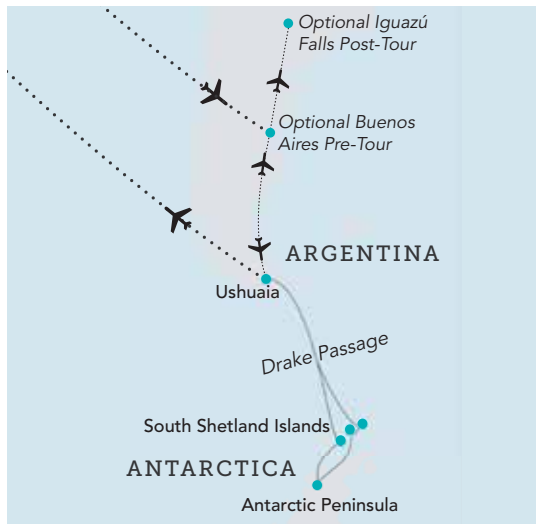 Optional Iguazú
Falls Post-Tour
Optional Buenos
Aires Pre-Tour
ARGENTINA
Ushuaia
Drake Passage
South Shetland Islands
ANTARCTICA
Antarctic Peninsula